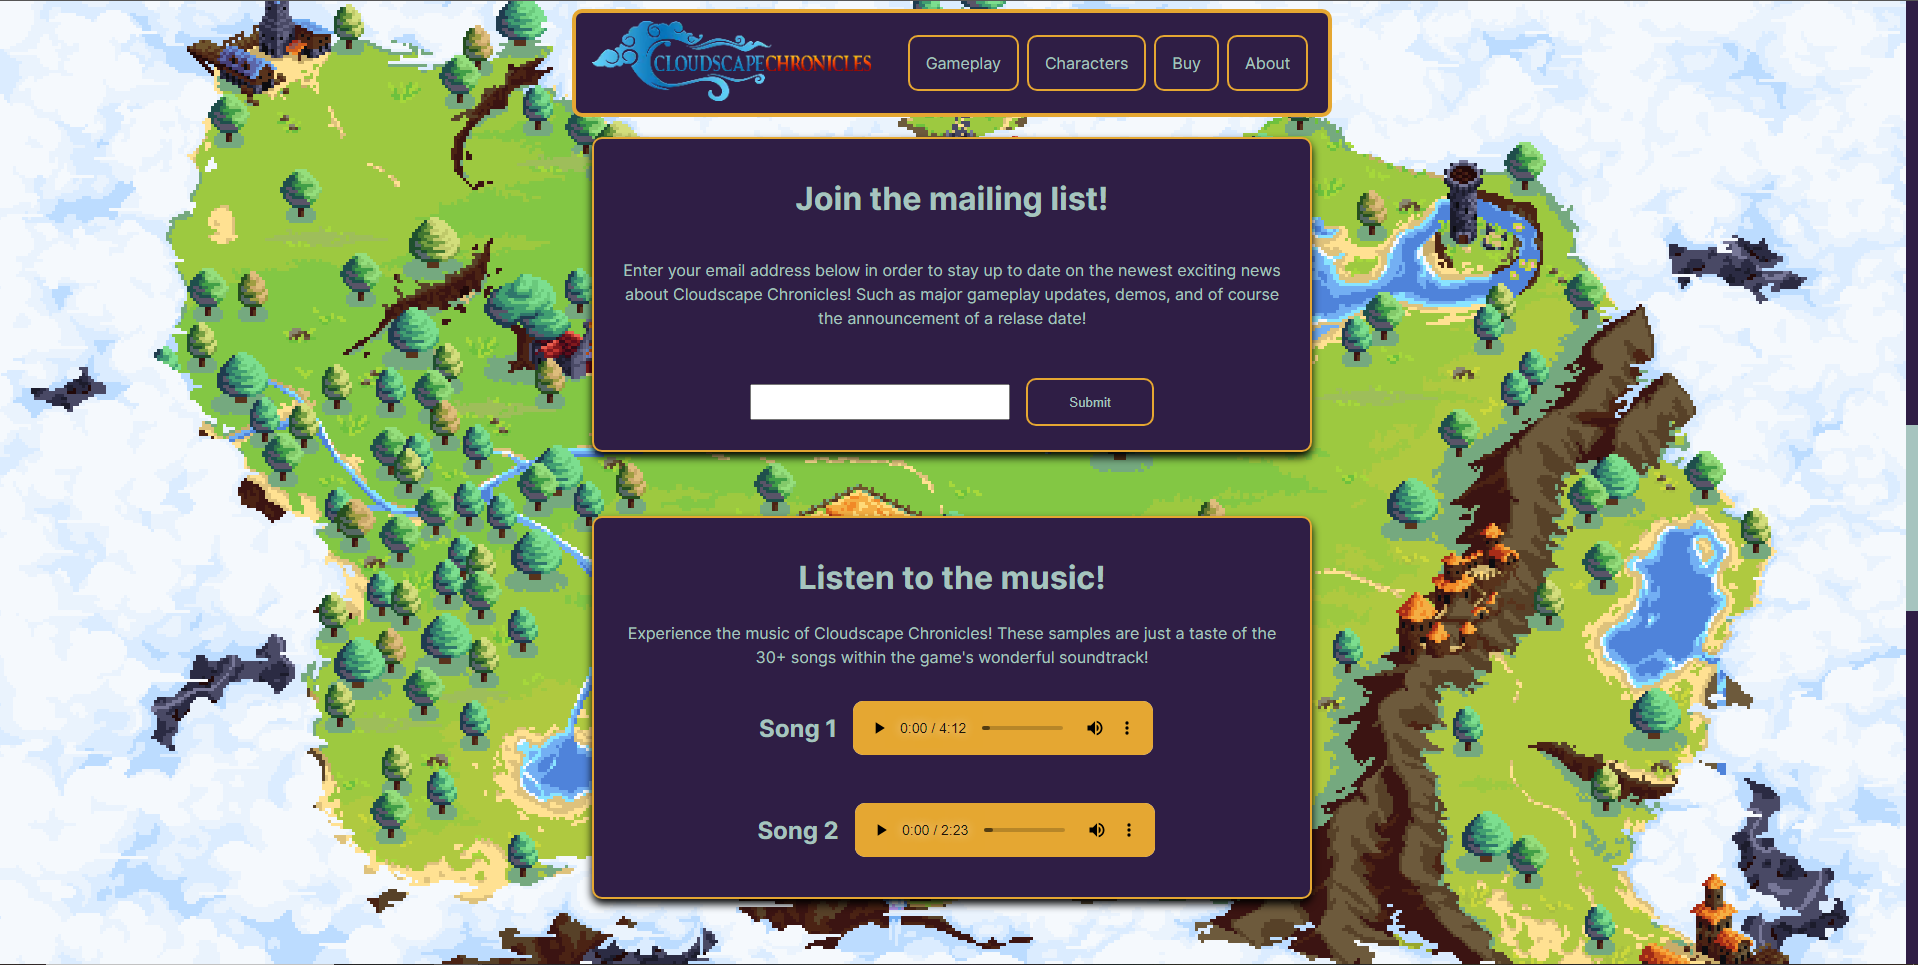 CLOUDSCAPECHRONICLES
Gameplay
Characters
Buy
About
Join the mailing list!
Enter your email address below in order to stay up to date on the newest exciting news
about Cloudscape Chronicles! Such as major gameplay updates, demos, and of course
the announcement of a relase date!
Submit
Listen to the music!
Experience the music of Cloudscape Chronicles! These samples are just a taste of the
30+ songs within the game's wonderful soundtrack!
Song 1
0:00 / 4:12
Song 2
0:00 / 2:23